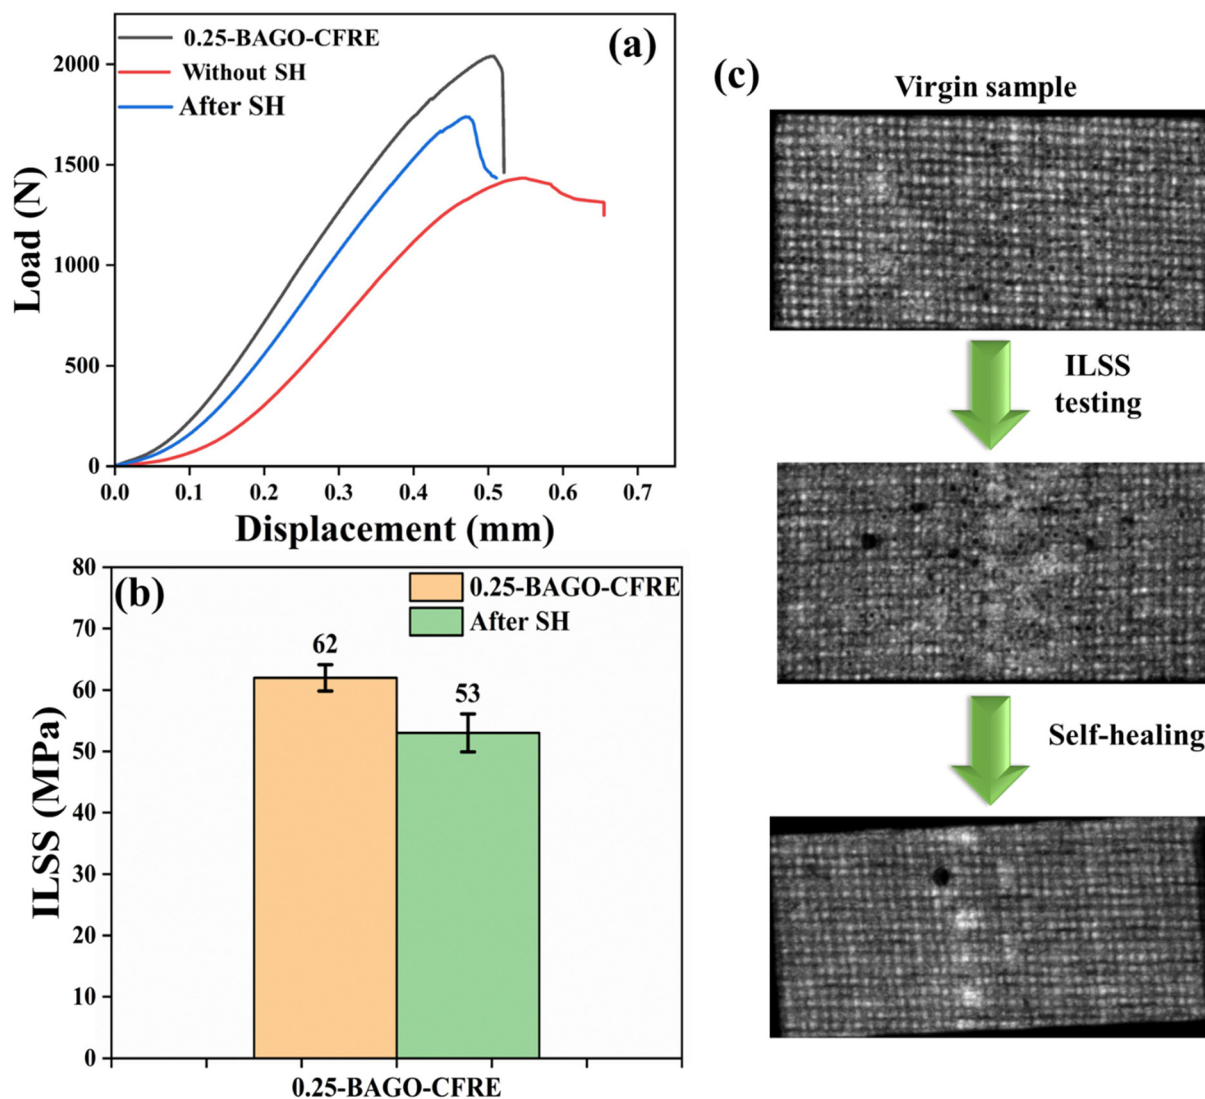 (a)
0.25-BAGO-CFRE
Without SH
After SH
2000
1500
1000
500
0
Load (N)
0.0 0.1 0.2 0.3 0.4 0.5 0.6 0.7
Displacement (mm)
(b)
0.25-BAGO-CFRE
After SH
80
70
60
50
40
30
20
10
0
ILSS (MPa)
62
53
0.25-BAGO-CFRE
(c)
Virgin sample
ILSS
testing
Self-healing